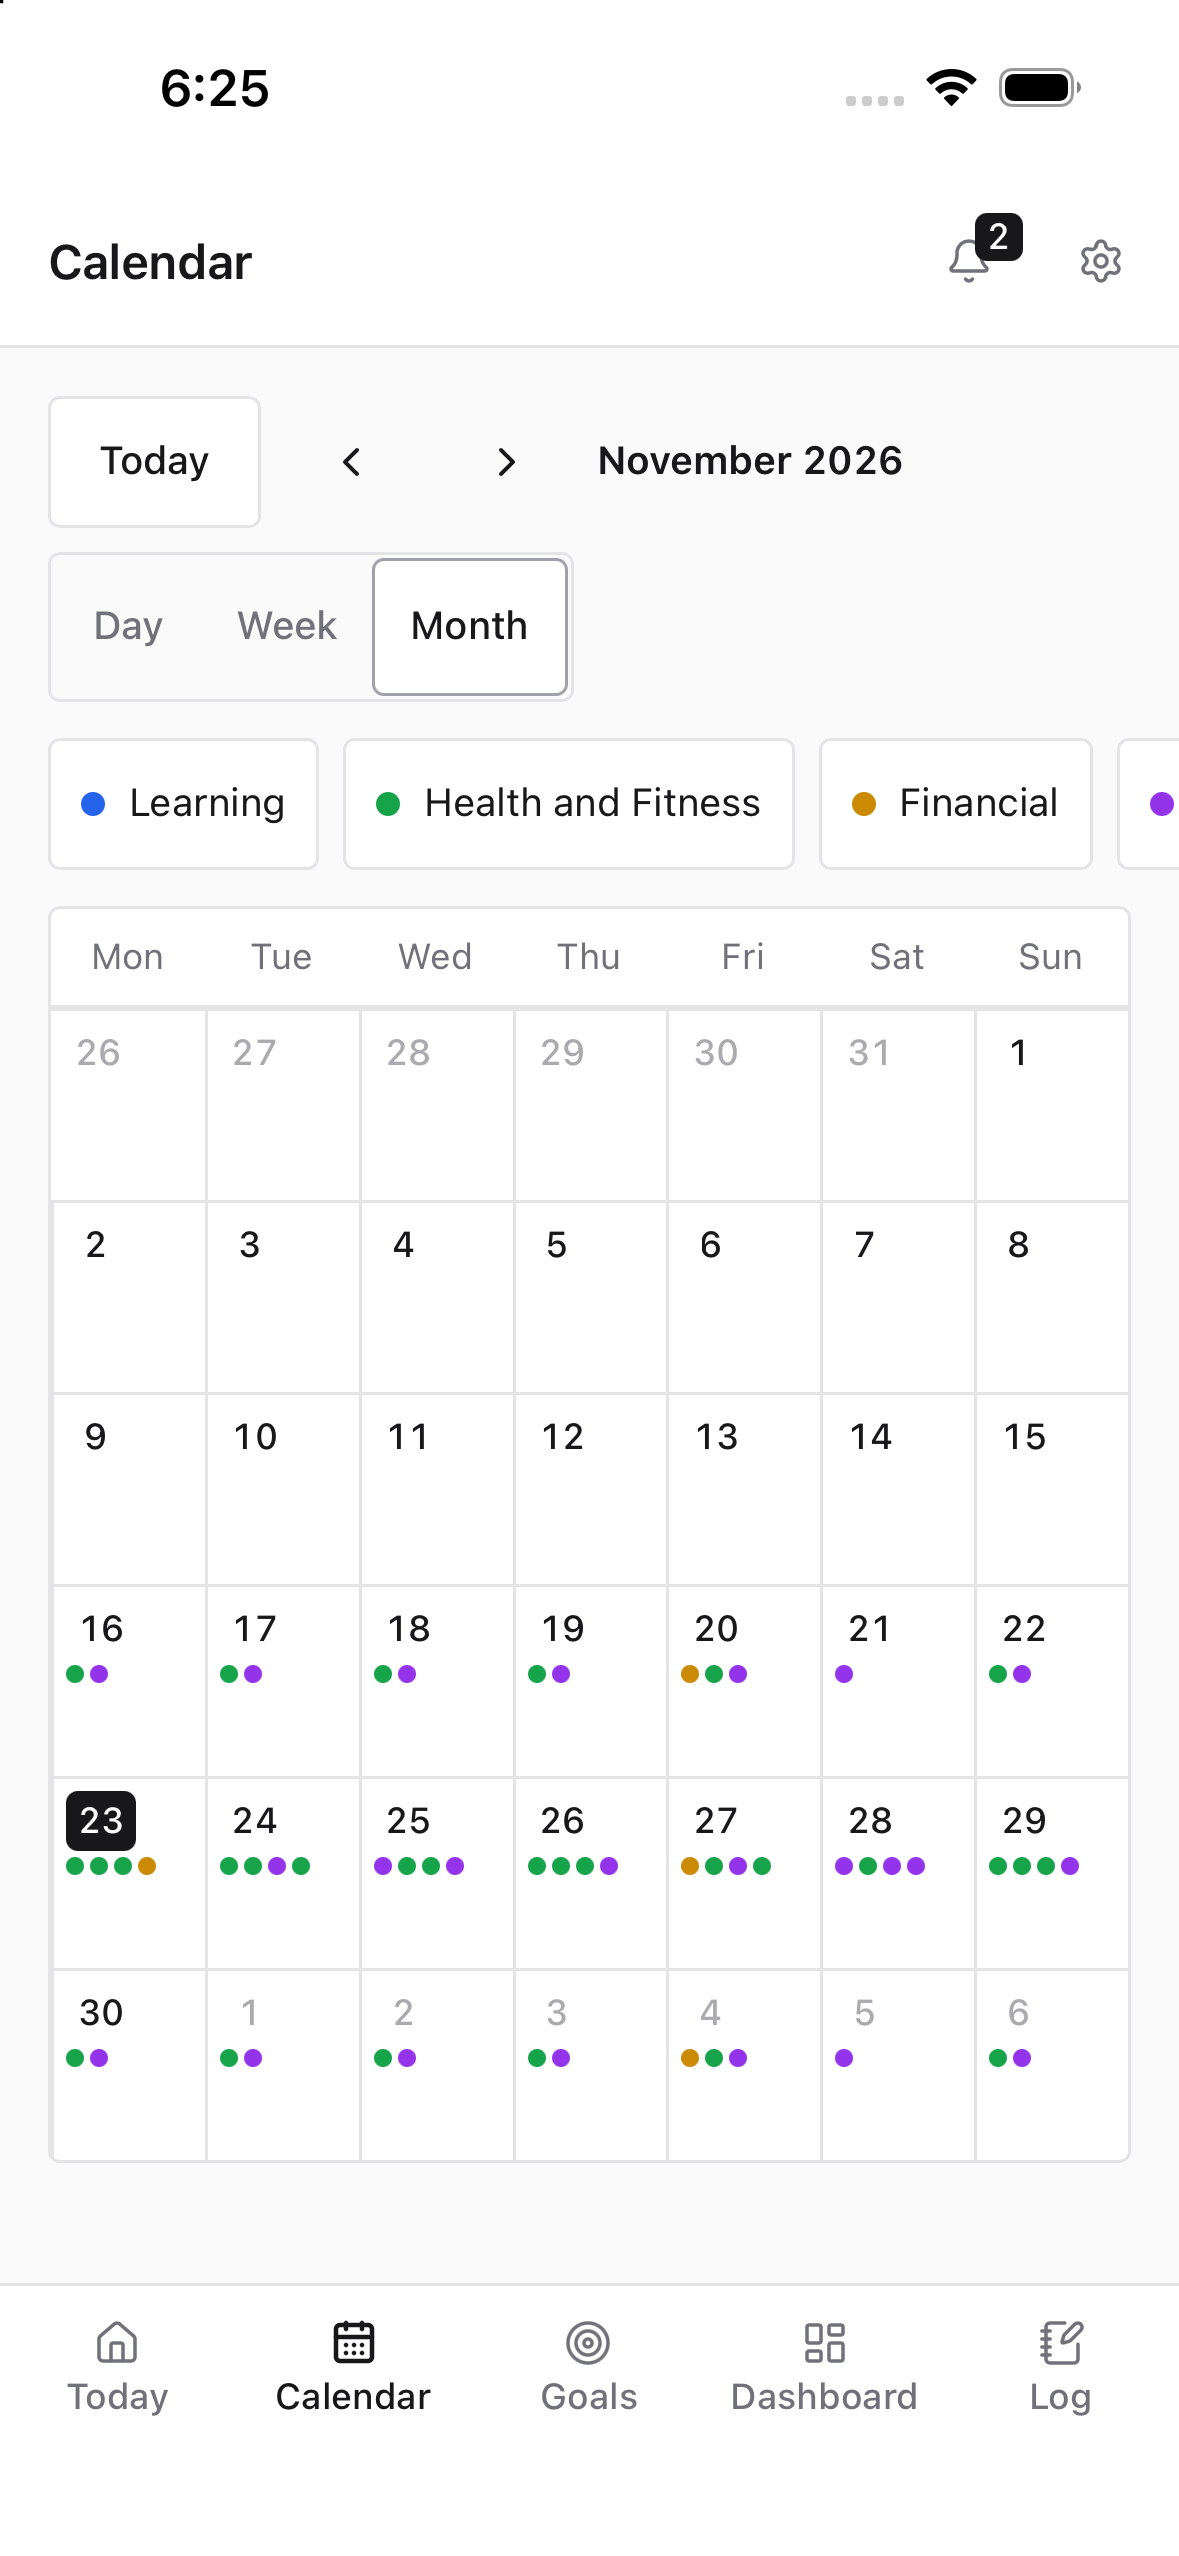 6:25
Calendar
2
Today
November 2026
Day Week Month
Learning Health and Fitness Financial
Mon Tue Wed Thu Fri Sat Sun
26 27 28 29 30 31 1
2 3 4 5 6 7 8
9 10 11 12 13 14 15
16 17 18 19 20 21 22
23 24 25 26 27 28 29
30 1 2 3 4 5 6
Today Calendar Goals Dashboard Log